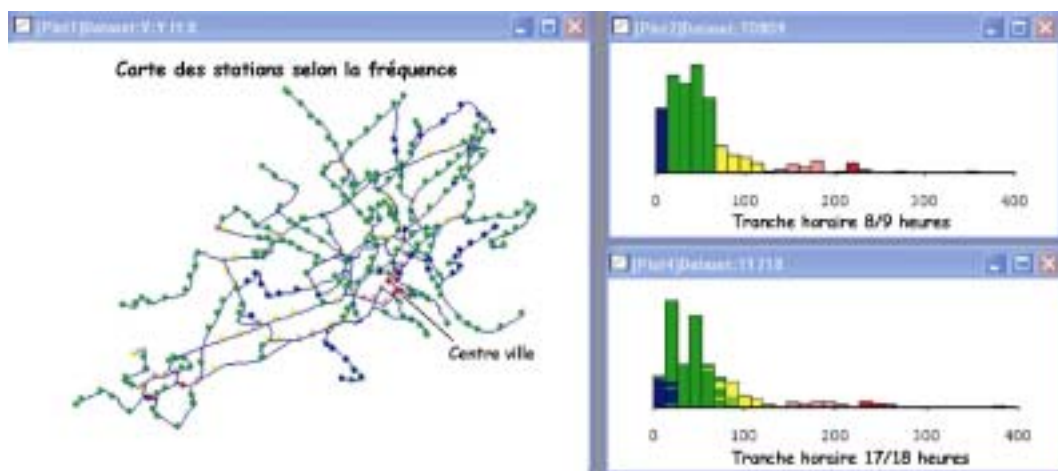 Carte des stations selon la fréquence
Centre ville
0 100 200 300 400
Tranche horaire 8/9 heures
0 100 200 300 400
Tranche horaire 17/18 heures